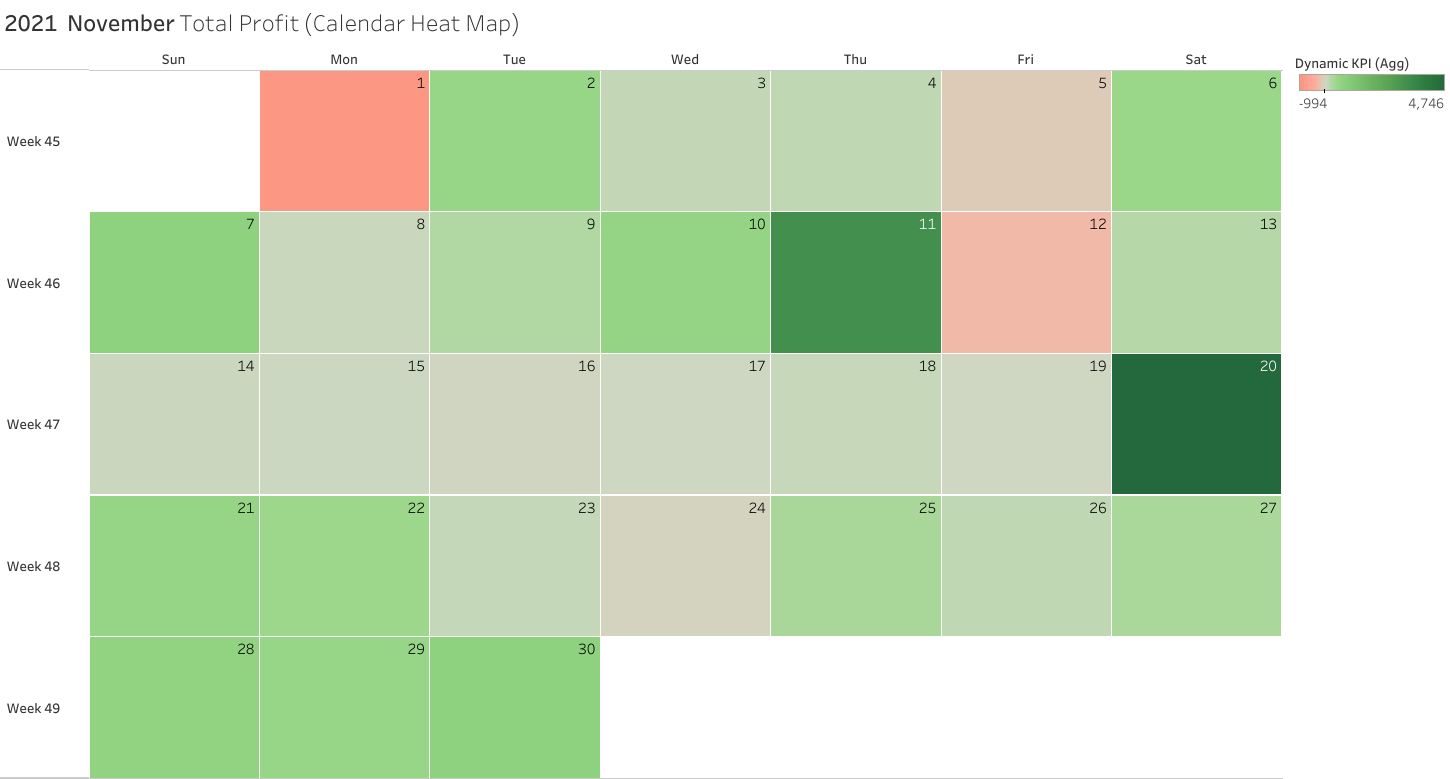 2021 November Total Profit (Calendar Heat Map)
Sun Mon Tue Wed Thu Fri Sat
Dynamic KPI (Agg)
-994 4,746
1 2 3 4 5 6
Week 45
7 8 9 10 11 12 13
Week 46
14 15 16 17 18 19 20
Week 47
21 22 23 24 25 26 27
Week 48
28 29 30
Week 49